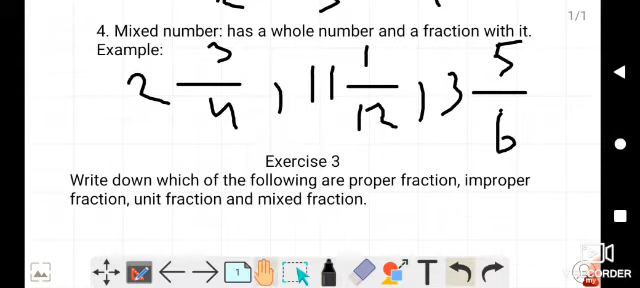 1/1
4. Mixed number: has a whole number and a fraction with it.
Example:
2 3/4 , 11 1/12 , 3 5/6
Exercise 3
Write down which of the following are proper fraction, improper
fraction, unit fraction and mixed fraction.
1
T
my